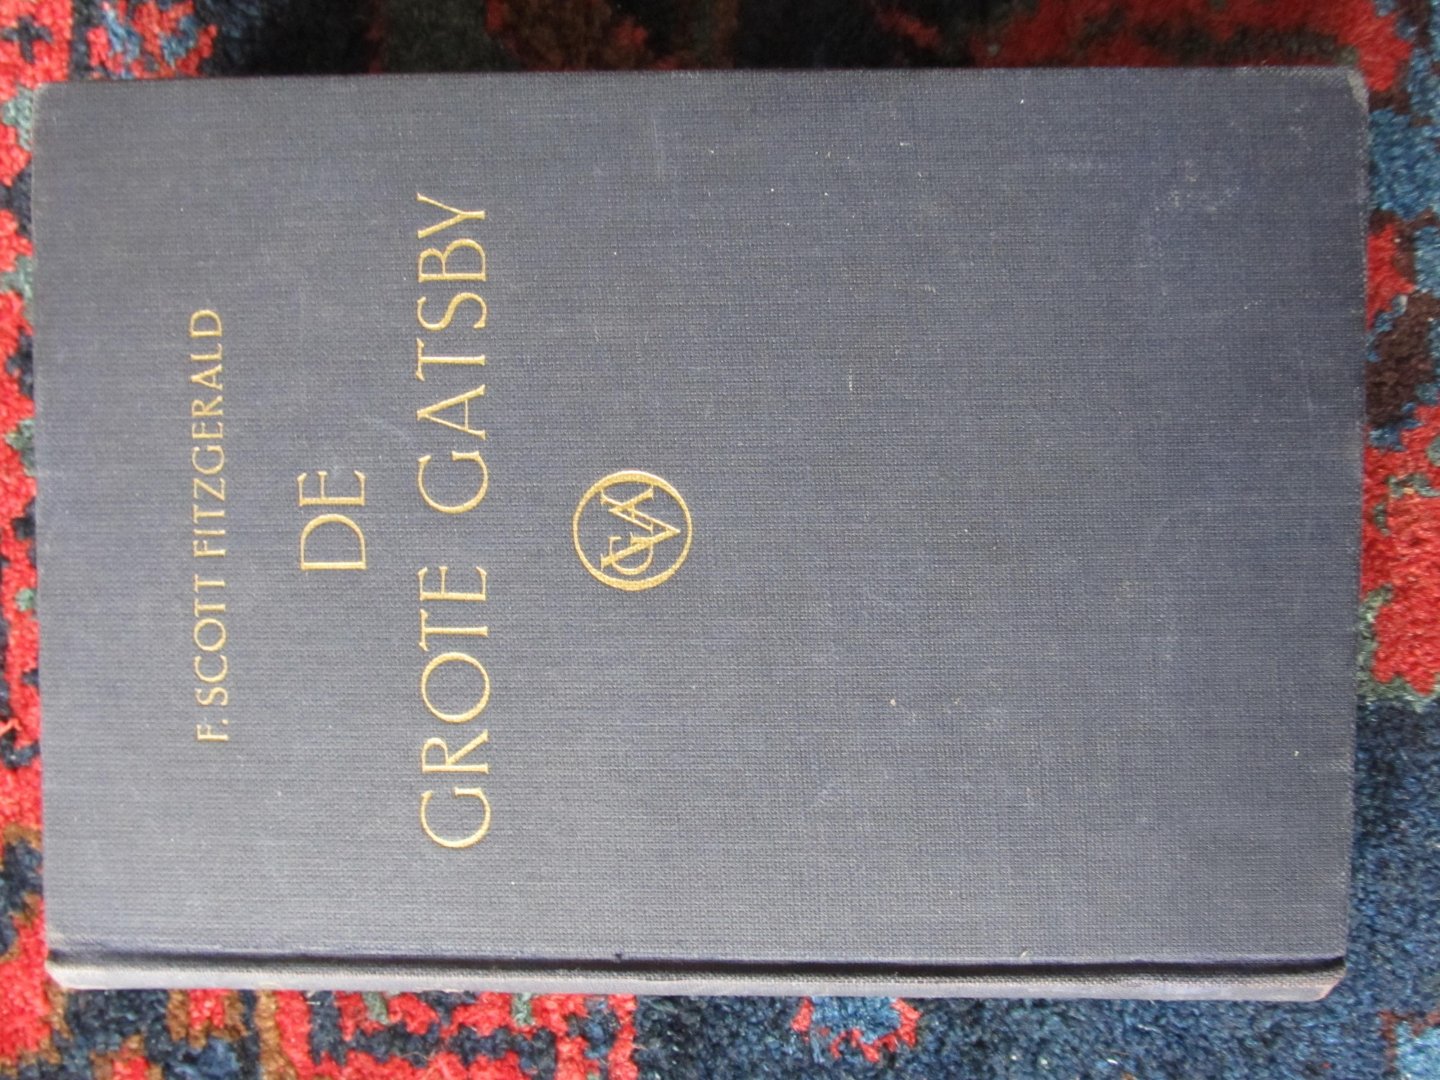 F. SCOTT FITZGERALD
DE
GROTE GATSBY